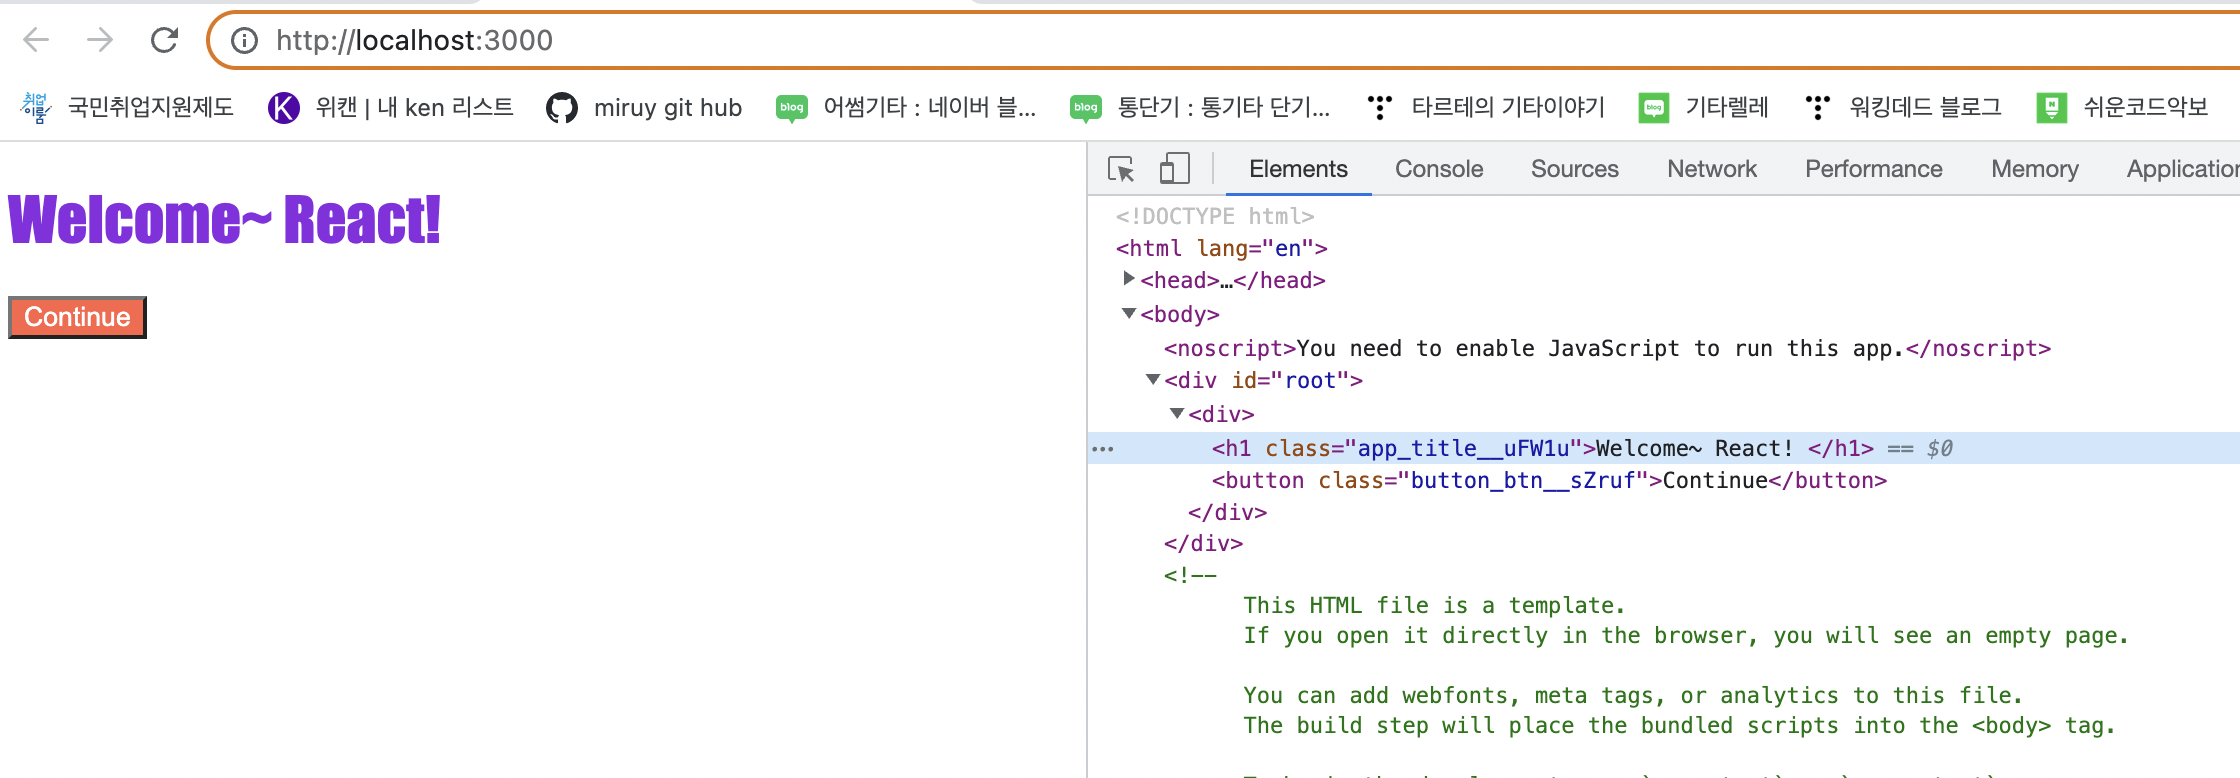 http://localhost:3000
취업이룸 국민취업지원제도 K 위캔 | 내 ken 리스트 miruy git hub blog 어썸기타 : 네이버 블... blog 통단기 : 통기타 단기... 타르테의 기타이야기 blog 기타렐레 워킹데드 블로그 N 쉬운코드악보
Welcome~ React!
Continue
Elements Console Sources Network Performance Memory Application
<!DOCTYPE html>
<html lang="en">
<head>…</head>
<body>
<noscript>You need to enable JavaScript to run this app.</noscript>
<div id="root">
<div>
<h1 class="app_title__uFW1u">Welcome~ React! </h1> == $0
<button class="button_btn__sZruf">Continue</button>
</div>
</div>
<!--
This HTML file is a template.
If you open it directly in the browser, you will see an empty page.
You can add webfonts, meta tags, or analytics to this file.
The build step will place the bundled scripts into the <body> tag.